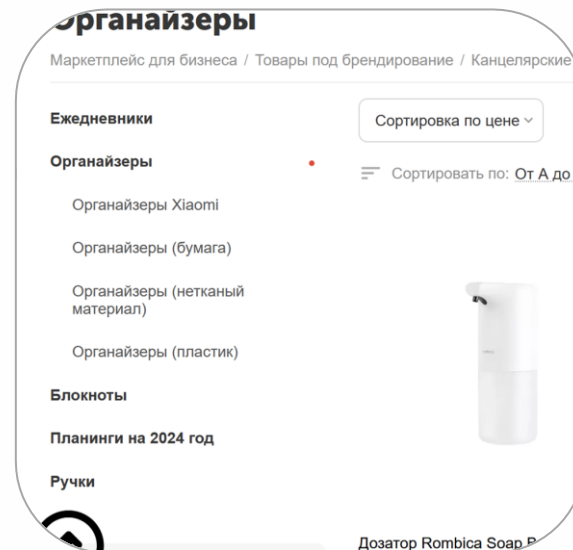 Органайзеры
Маркетплейс для бизнеса / Товары под брендирование / Канцелярские
Ежедневники
Сортировка по цене
Органайзеры
Сортировать по: От А до
Органайзеры Xiaomi
Органайзеры (бумага)
Органайзеры (нетканый
материал)
Органайзеры (пластик)
Блокноты
Планинги на 2024 год
Ручки
Дозатор Rombica Soap